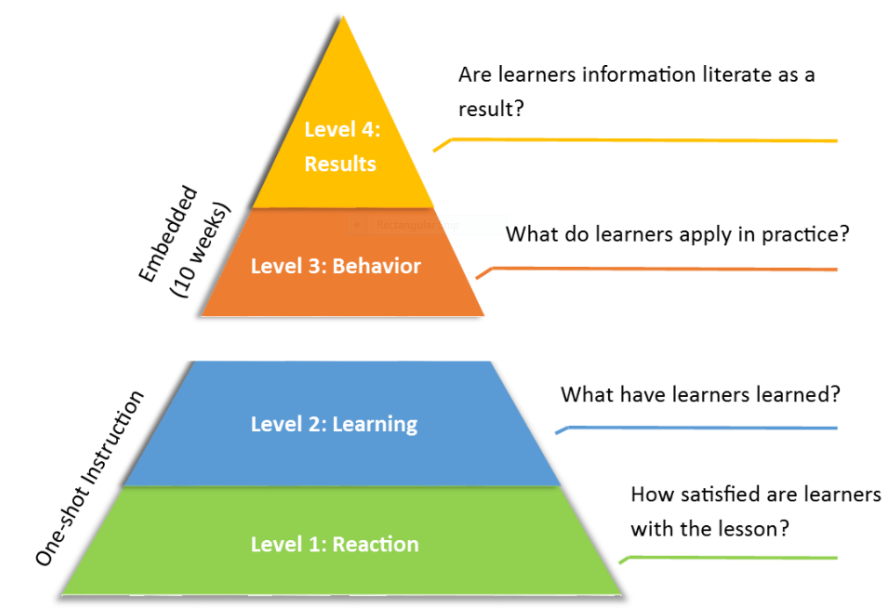 Are learners information literate as a
result?
Level 4:
Results
Embedded
(10 weeks)
What do learners apply in practice?
Level 3: Behavior
What have learners learned?
Level 2: Learning
One-shot Instruction
How satisfied are learners
with the lesson?
Level 1: Reaction